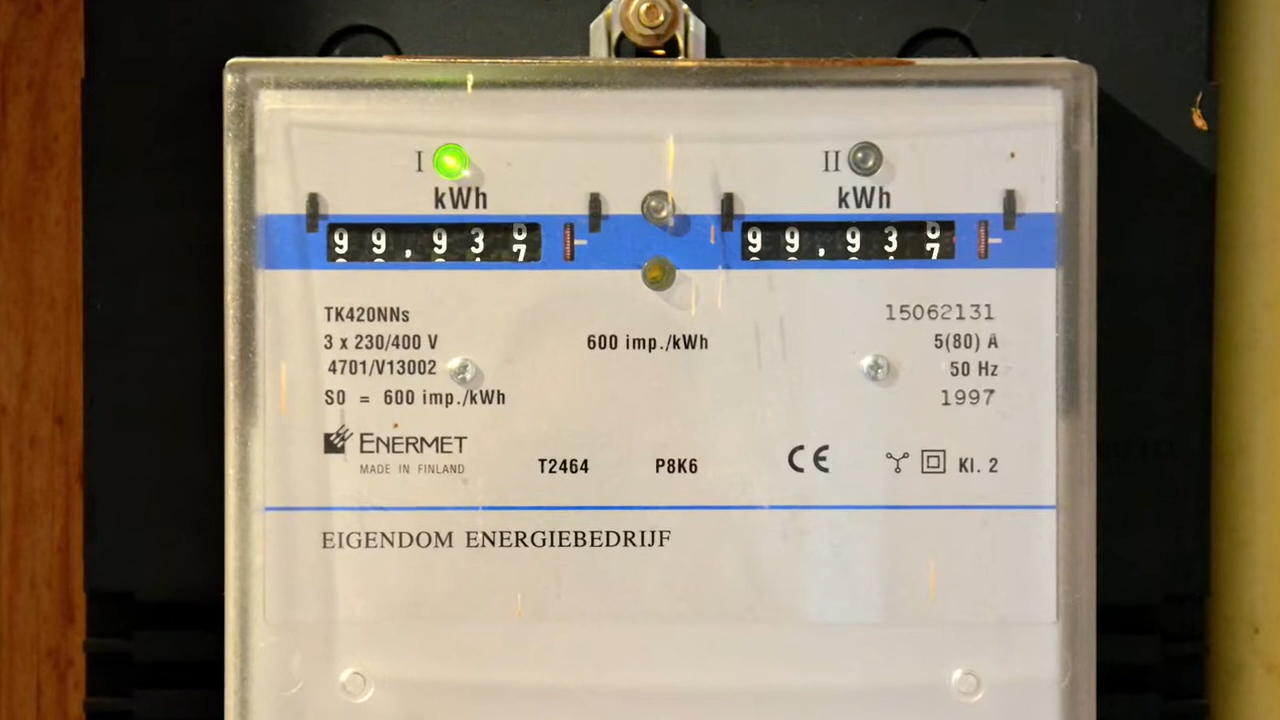 I
II
kWh
kWh
99,93
99,93
TK420NNs
15062131
3 x 230/400 V
600 imp./kWh
5(80) A
4701/V13002
50 Hz
S0 = 600 imp./kWh
1997
ENERMET
MADE IN FINLAND
T2464
P8K6
CE
Kl. 2
EIGENDOM ENERGIEBEDRIJF